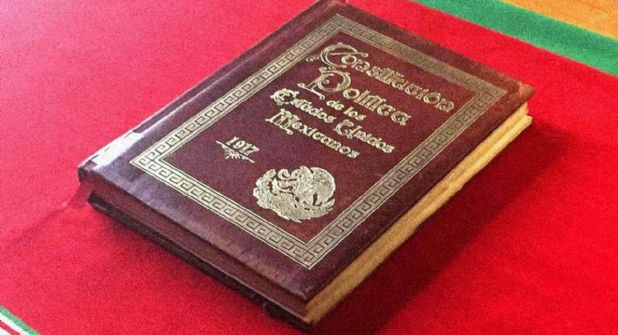 Constitución
Política
de los
Estados Unidos
Mexicanos
1917